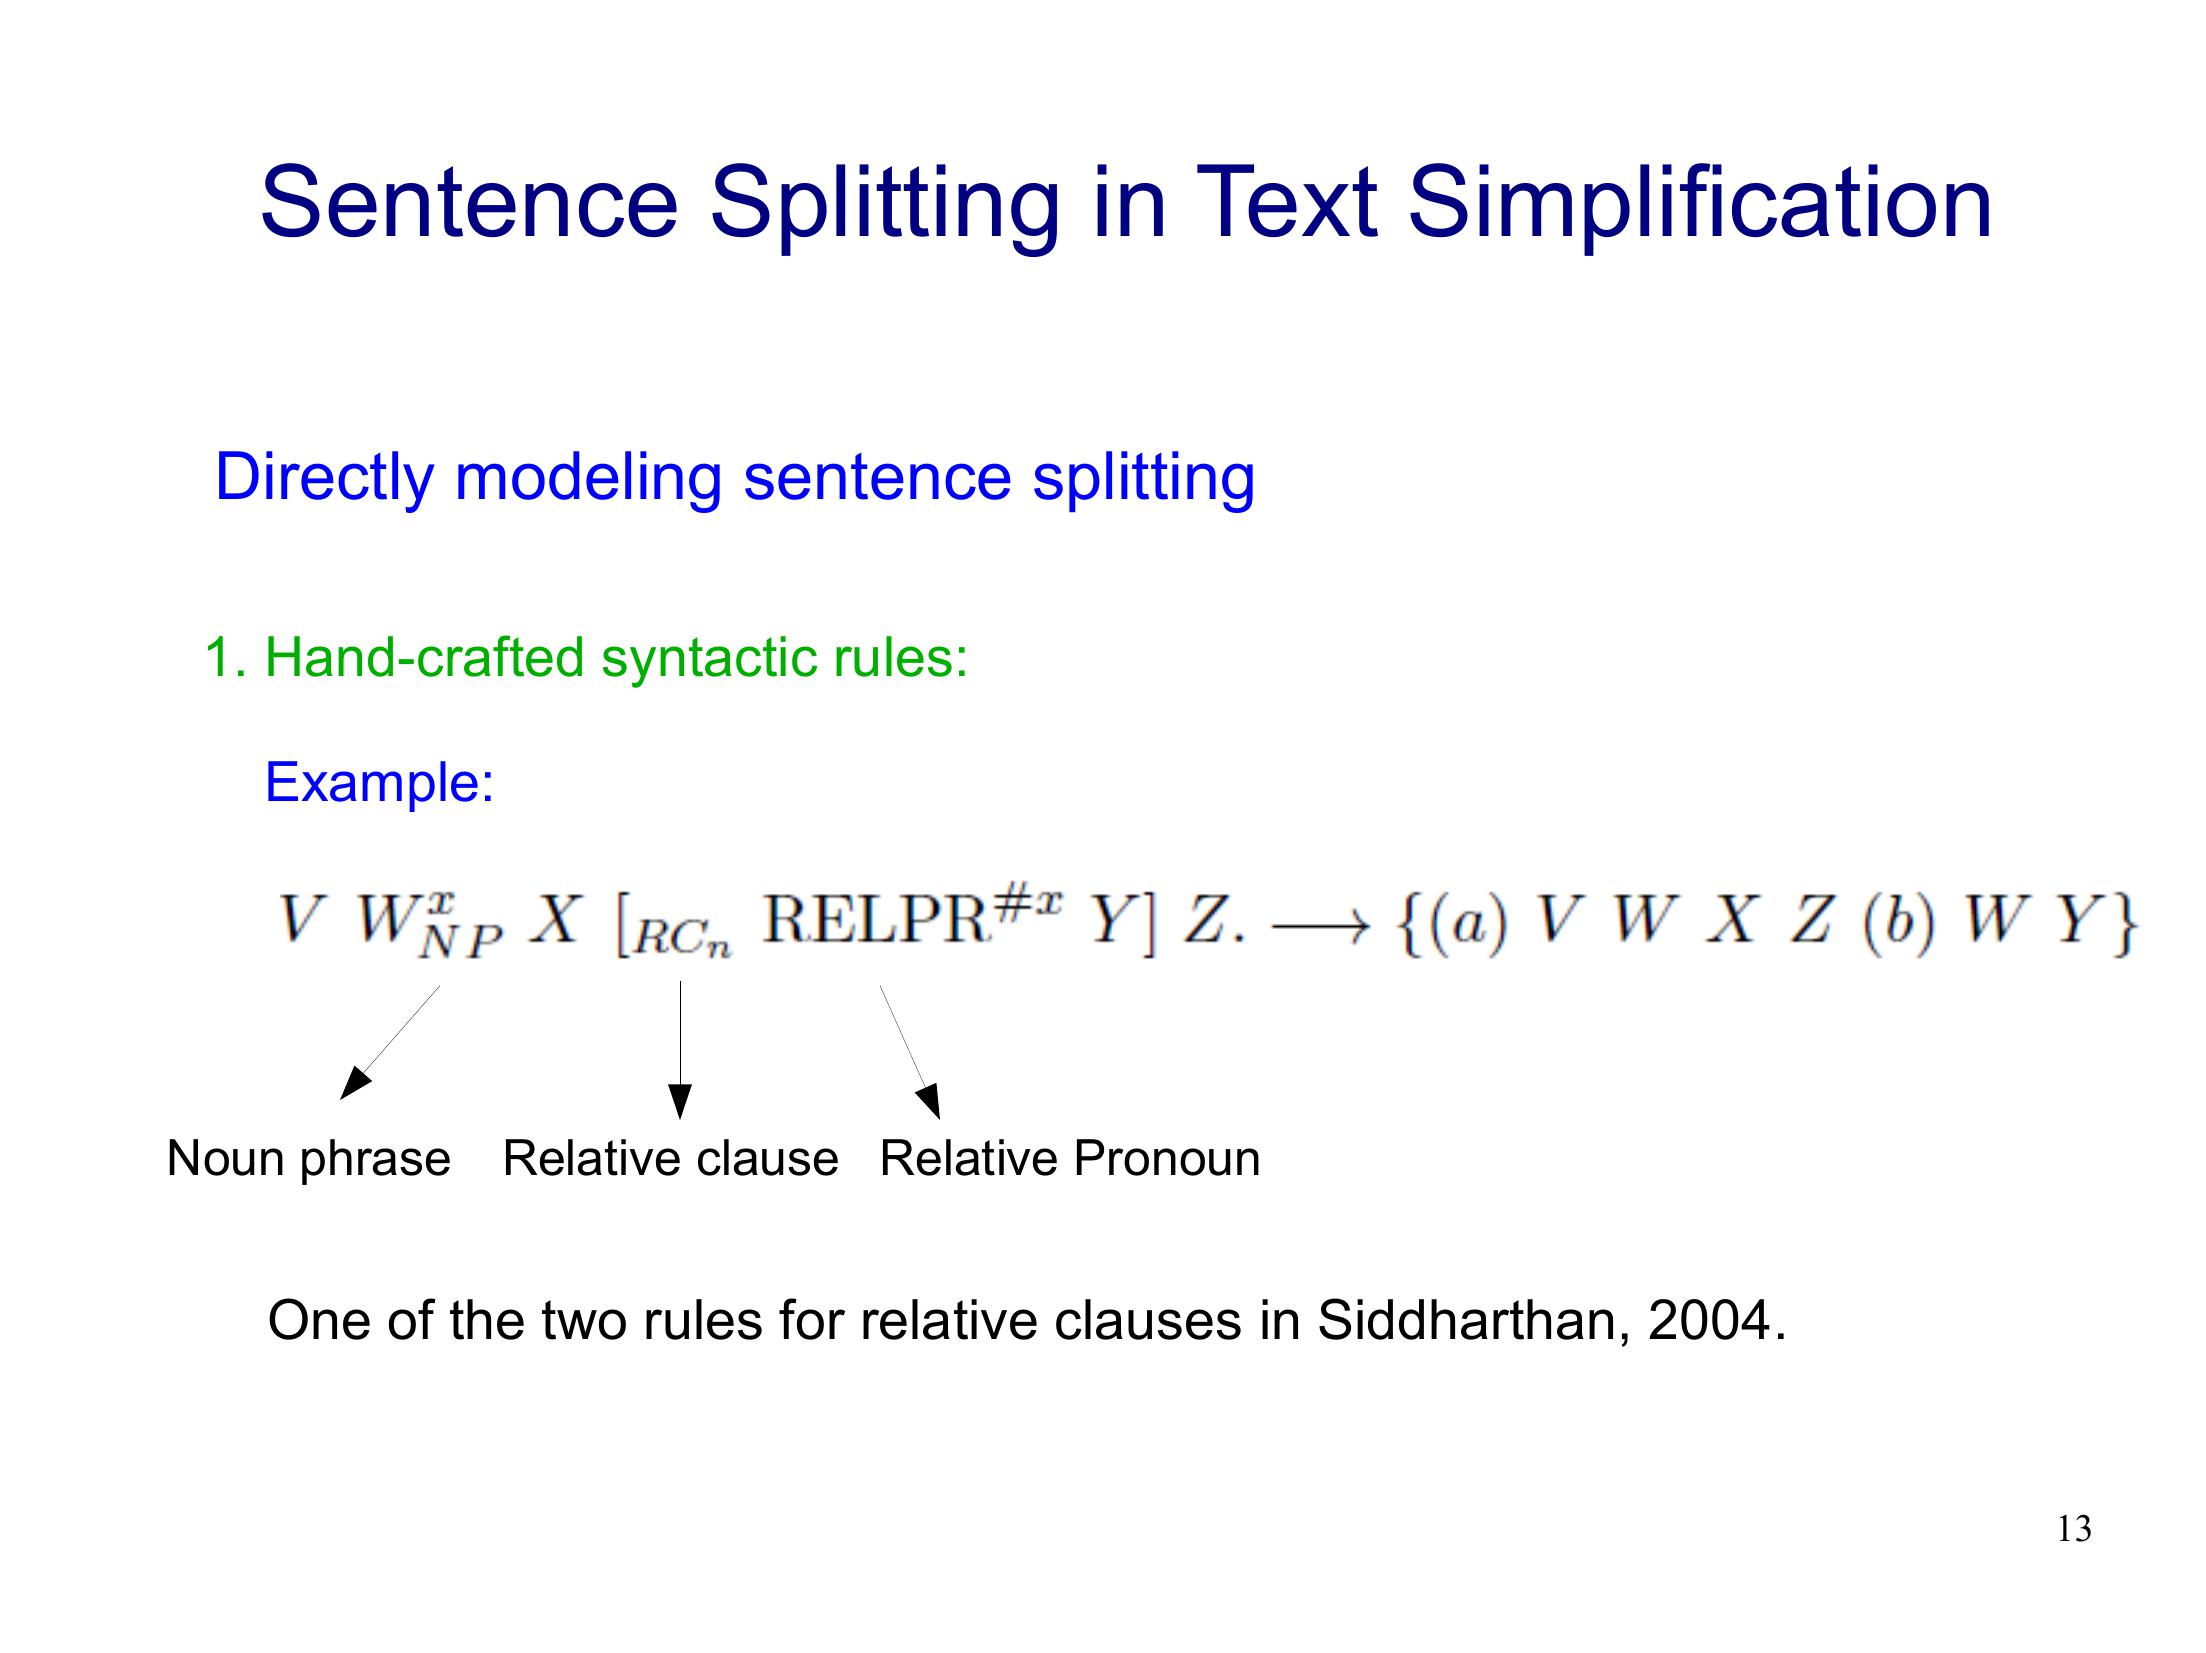 Sentence Splitting in Text Simplification
Directly modeling sentence splitting
1. Hand-crafted syntactic rules:
Example:
$V\ W^{x}_{NP}\ X\ [_{RC_n}\ \mathrm{RELPR}^{\#x}\ Y]\ Z. \longrightarrow \{(a)\ V\ W\ X\ Z\ (b)\ W\ Y\}$
Noun phrase Relative clause Relative Pronoun
One of the two rules for relative clauses in Siddharthan, 2004.
13